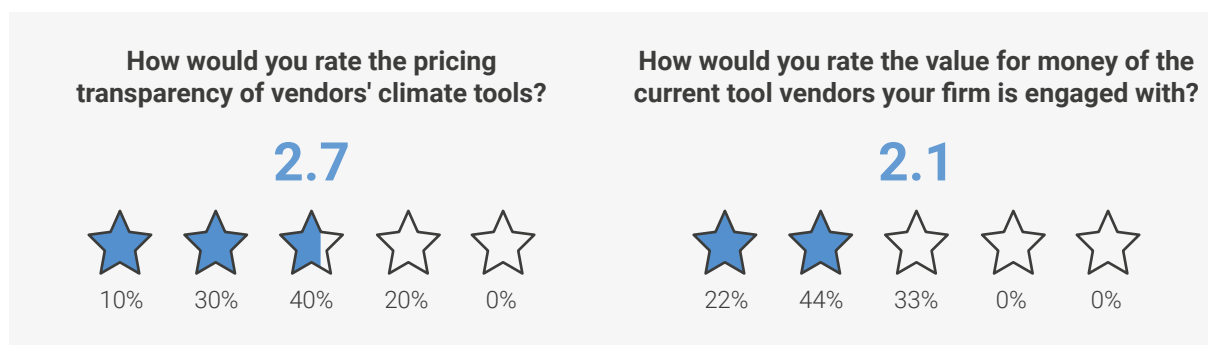 How would you rate the pricing
transparency of vendors' climate tools?
2.7
10% 30% 40% 20% 0%
How would you rate the value for money of the
current tool vendors your firm is engaged with?
2.1
22% 44% 33% 0% 0%